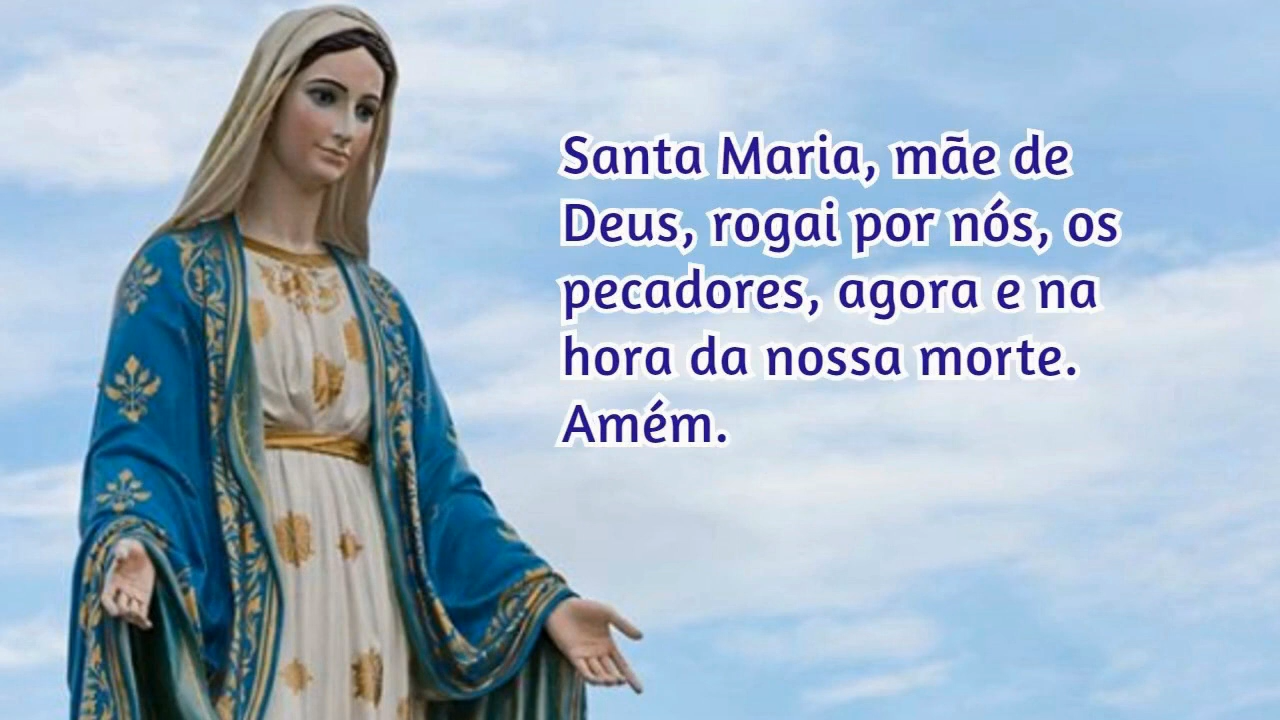 Santa Maria, mãe de
Deus, rogai por nós, os
pecadores, agora e na
hora da nossa morte.
Amém.